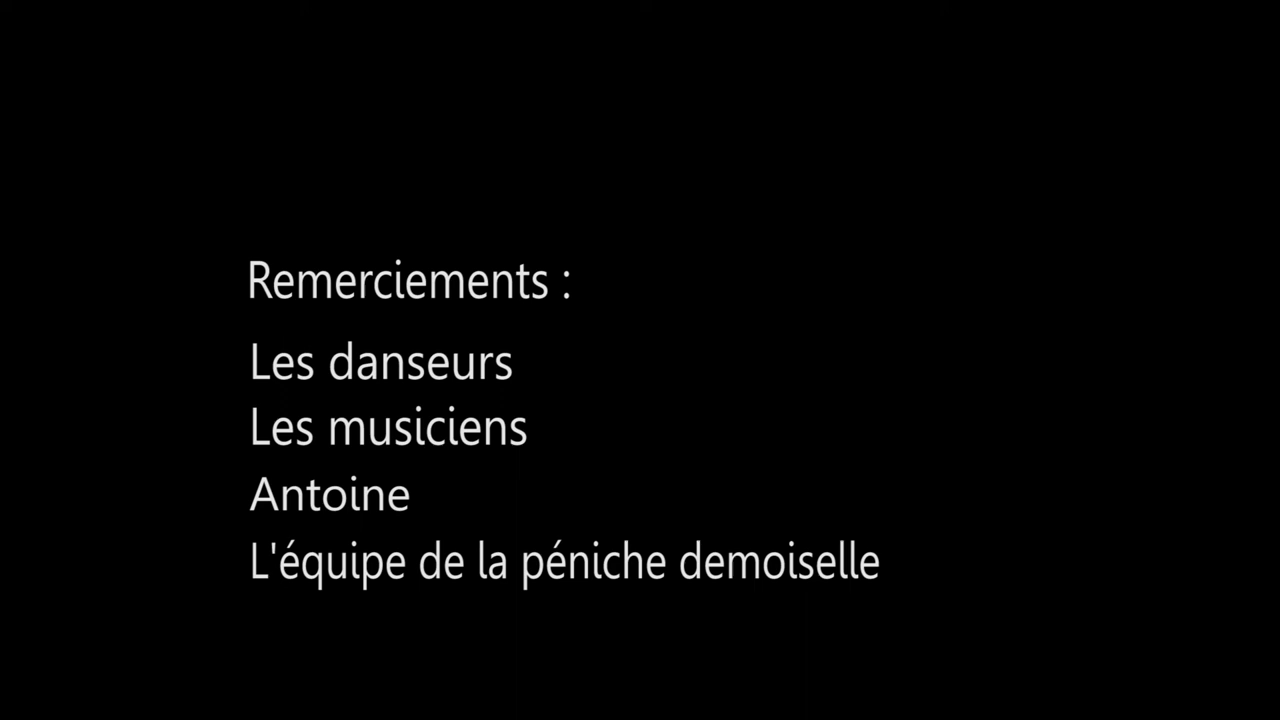 Remerciements :
Les danseurs
Les musiciens
Antoine
L'équipe de la péniche demoiselle